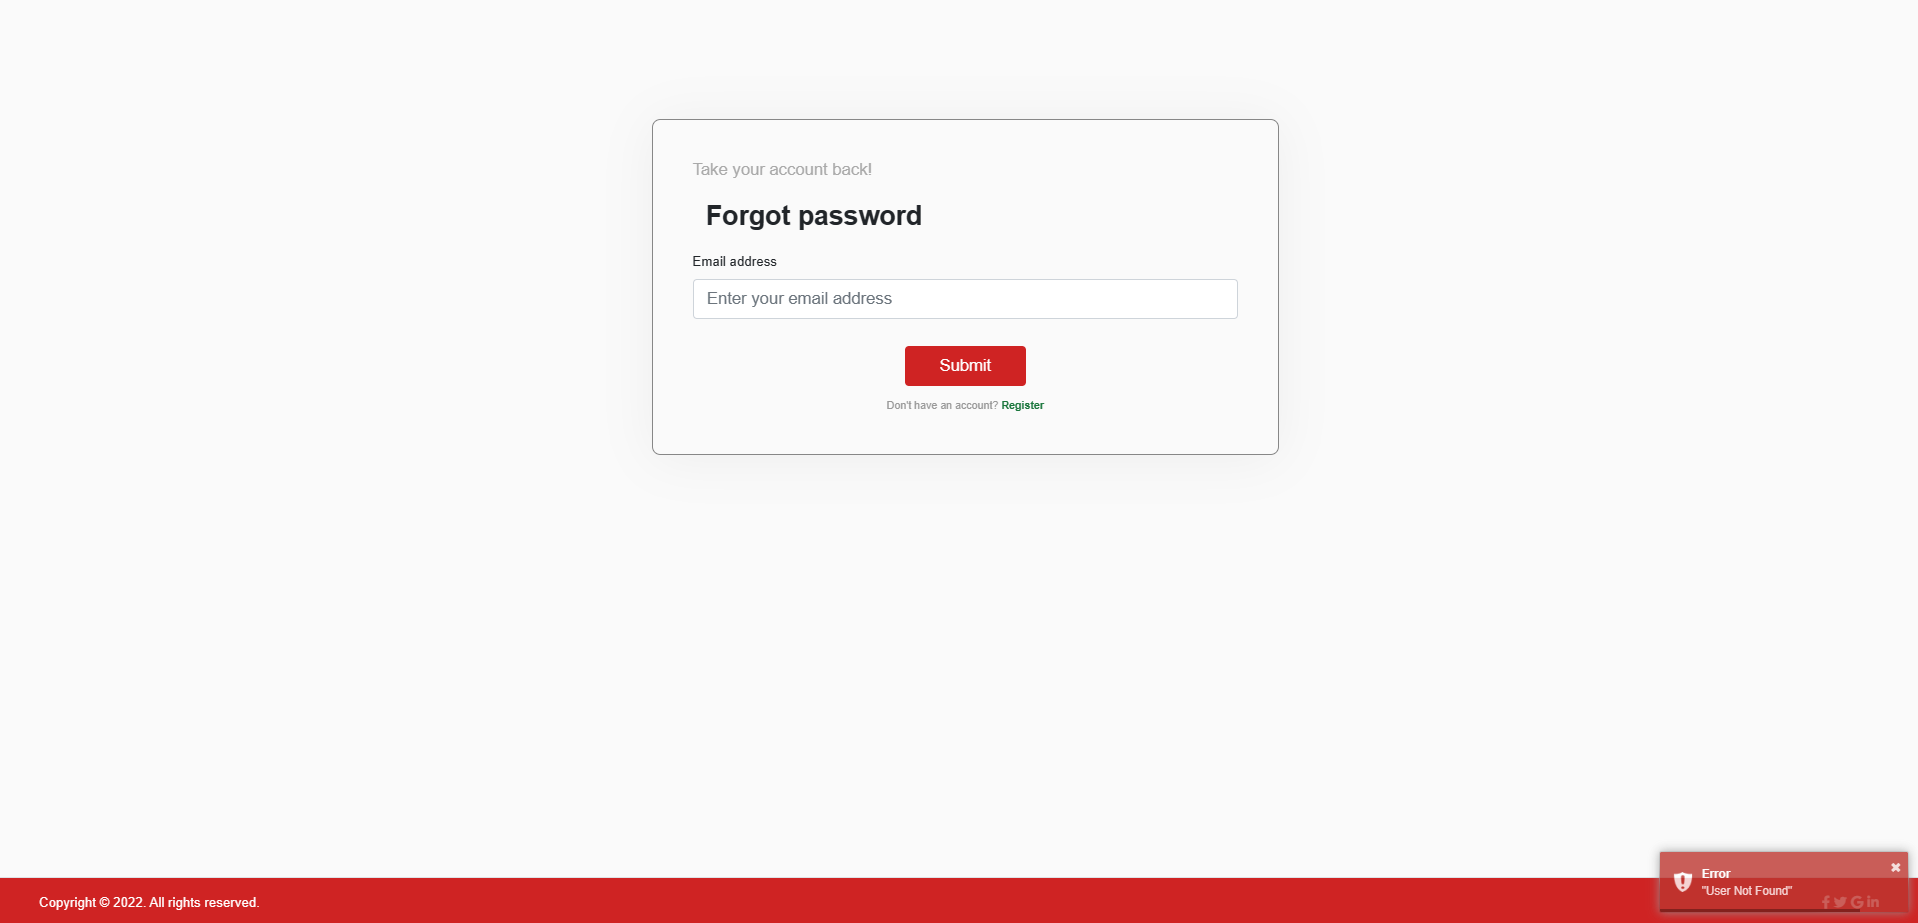 Take your account back!
Forgot password
Email address
Enter your email address
Submit
Don't have an account? Register
Error
"User Not Found"
Copyright © 2022. All rights reserved.